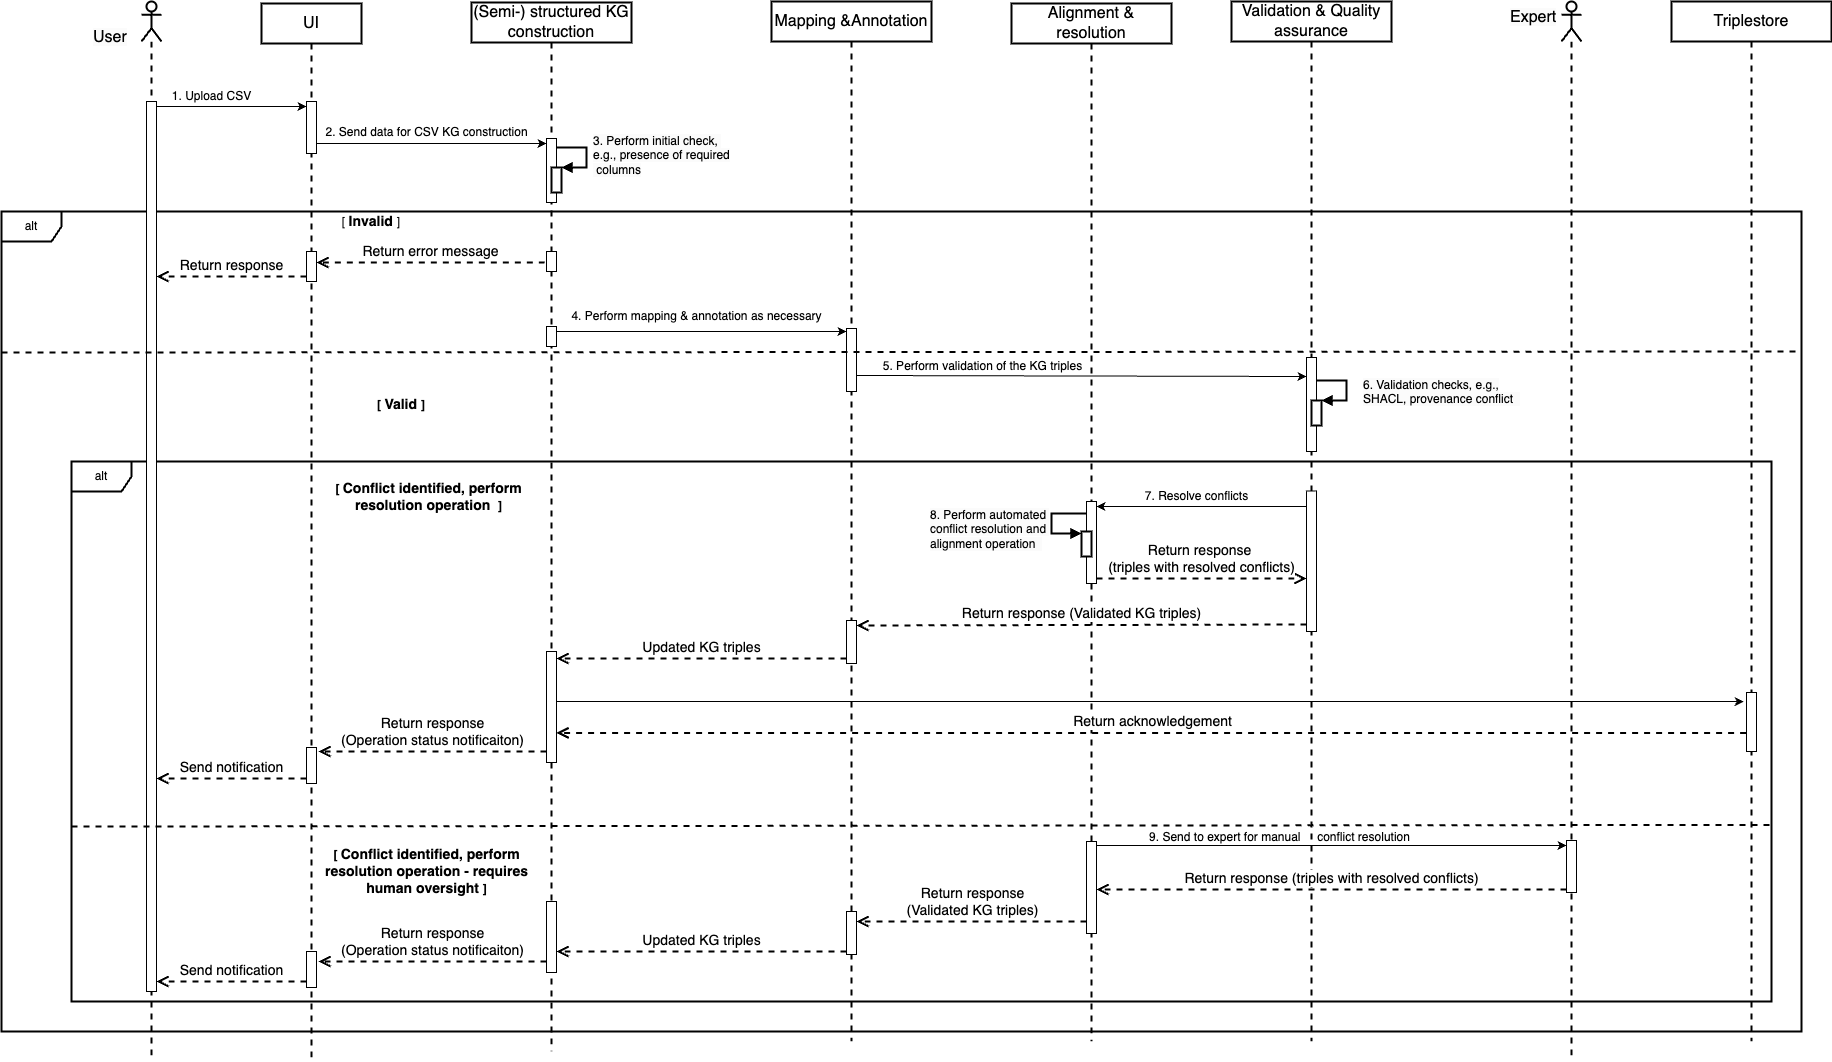 User
UI
(Semi-) structured KG
construction
Mapping &Annotation
Alignment &
resolution
Validation & Quality
assurance
Expert
Triplestore
1. Upload CSV
2. Send data for CSV KG construction
3. Perform initial check,
e.g., presence of required
columns
alt
[ Invalid ]
Return error message
Return response
4. Perform mapping & annotation as necessary
5. Perform validation of the KG triples
6. Validation checks, e.g.,
SHACL, provenance conflict
[ Valid ]
alt
[ Conflict identified, perform
resolution operation ]
7. Resolve conflicts
8. Perform automated
conflict resolution and
alignment operation
Return response
(triples with resolved conflicts)
Return response (Validated KG triples)
Updated KG triples
Return acknowledgement
Return response
(Operation status notificaiton)
Send notification
9. Send to expert for manual conflict resolution
[ Conflict identified, perform
resolution operation - requires
human oversight ]
Return response (triples with resolved conflicts)
Return response
(Validated KG triples)
Updated KG triples
Return response
(Operation status notificaiton)
Send notification